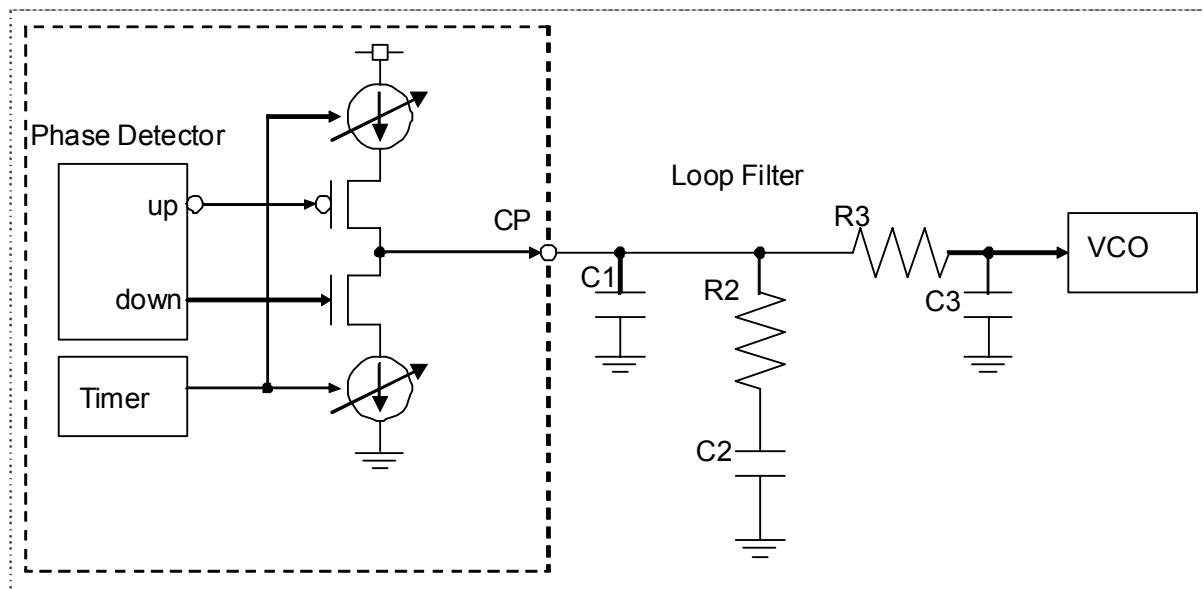 Phase Detector
up
down
Timer
CP
Loop Filter
C1
R2
C2
R3
C3
VCO